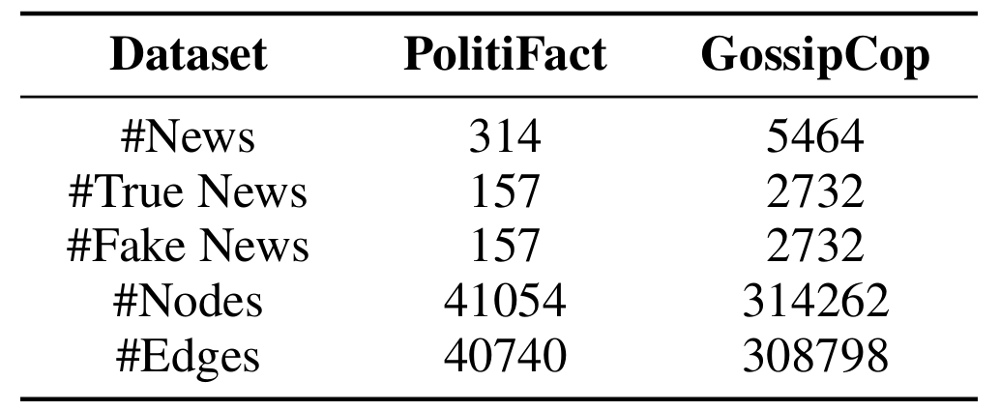 Dataset PolitiFact GossipCop
#News 314 5464
#True News 157 2732
#Fake News 157 2732
#Nodes 41054 314262
#Edges 40740 308798